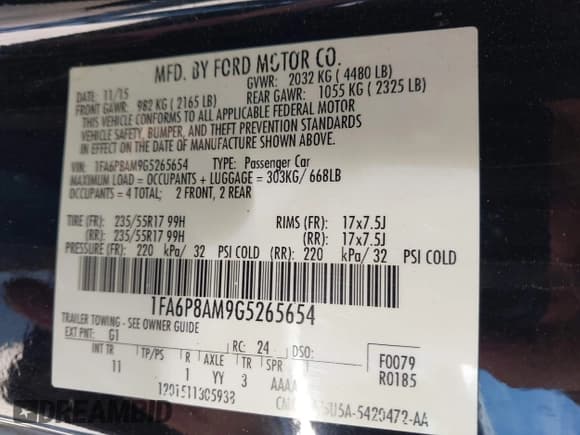 MFD. BY FORD MOTOR CO.
DATE: 11/15 GVWR: 2032 KG ( 4480 LB)
FRONT GAWR: 982 KG ( 2165 LB) REAR GAWR: 1055 KG ( 2325 LB)
THIS VEHICLE CONFORMS TO ALL APPLICABLE FEDERAL MOTOR
VEHICLE SAFETY, BUMPER, AND THEFT PREVENTION STANDARDS
IN EFFECT ON THE DATE OF MANUFACTURE SHOWN ABOVE.
VIN: 1FA6P8AM9G5265654 TYPE: Passenger Car
MAXIMUM LOAD = OCCUPANTS + LUGGAGE = 303KG/ 668LB
OCCUPANTS = 4 TOTAL; 2 FRONT, 2 REAR
TIRE (FR): 235/55R17 99H RIMS (FR): 17x7.5J
(RR): 235/55R17 99H (RR): 17x7.5J
PRESSURE (FR): 220 kPa/ 32 PSI COLD (RR): 220 kPa/ 32 PSI COLD
1FA6P8AM9G5265654
TRAILER TOWING - SEE OWNER GUIDE
EXT PNT: G1 RC: 24 DSO: F0079
INT TR TP/PS R AXLE TR SPR R0185
11 1 YY 3 AAAA
1201511305938 5U5A-5420472-AA
© autobidcar